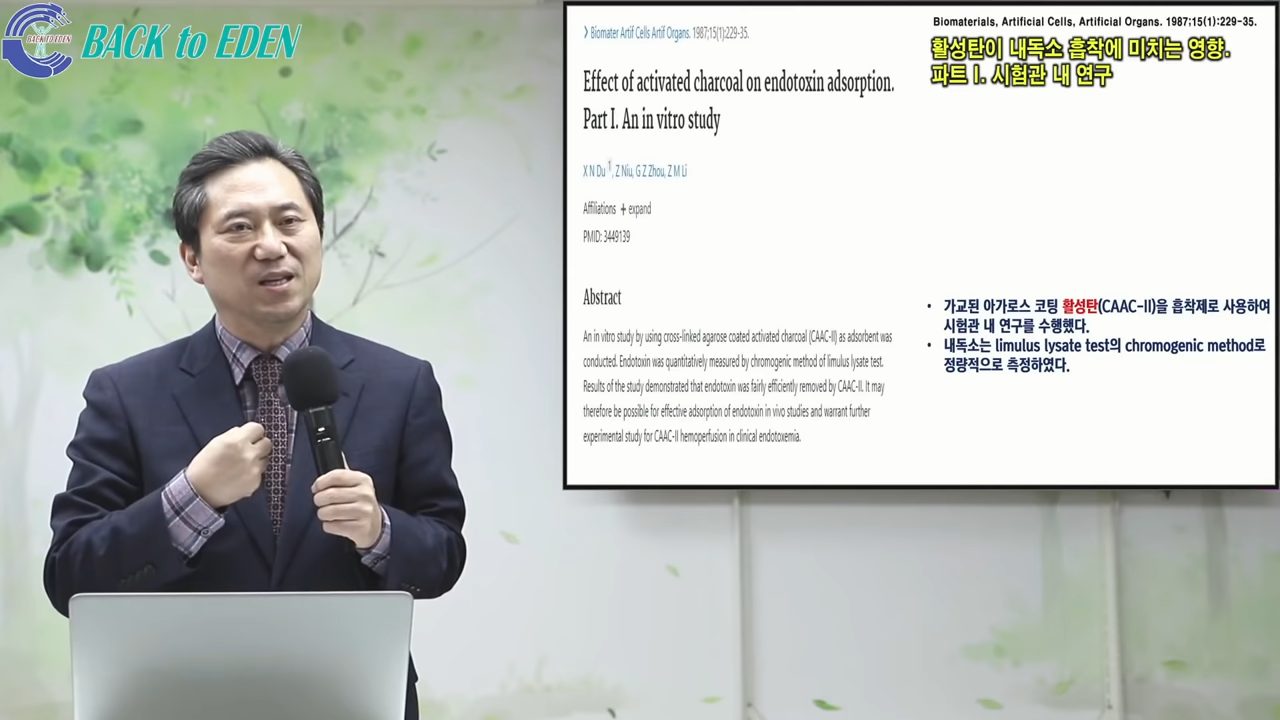 BACK to EDEN
BACK TO EDEN
Biomater Artif Cells Artif Organs. 1987;15(1):229-35.
Effect of activated charcoal on endotoxin adsorption.
Part I. An in vitro study
X N Du 1, Z Niu, G Z Zhou, Z M Li
Affiliations + expand
PMID: 3449139
Abstract
An in vitro study by using cross-linked agarose coated activated charcoal (CAAC-II) as adsorbent was
conducted. Endotoxin was quantitatively measured by chromogenic method of limulus lysate test.
Results of the study demonstrated that endotoxin was fairly efficiently removed by CAAC-II. It may
therefore be possible for effective adsorption of endotoxin in vivo studies and warrant further
experimental study for CAAC-II hemoperfusion in clinical endotoxemia.
Biomaterials, Artificial Cells, Artificial Organs. 1987;15(1):229-35.
활성탄이 내독소 흡착에 미치는 영향.
파트 I. 시험관 내 연구
• 가교된 아가로스 코팅 활성탄(CAAC-II)을 흡착제로 사용하여
시험관 내 연구를 수행했다.
• 내독소는 limulus lysate test의 chromogenic method로
정량적으로 측정하였다.